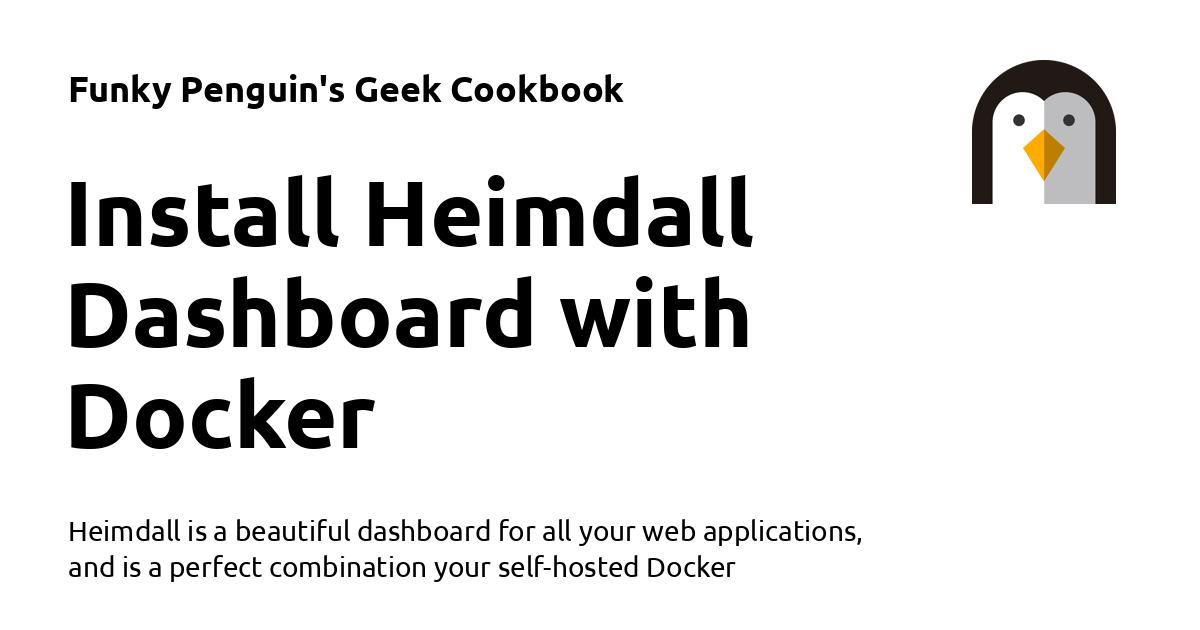 Funky Penguin's Geek Cookbook
Install Heimdall
Dashboard with
Docker
Heimdall is a beautiful dashboard for all your web applications,
and is a perfect combination your self-hosted Docker